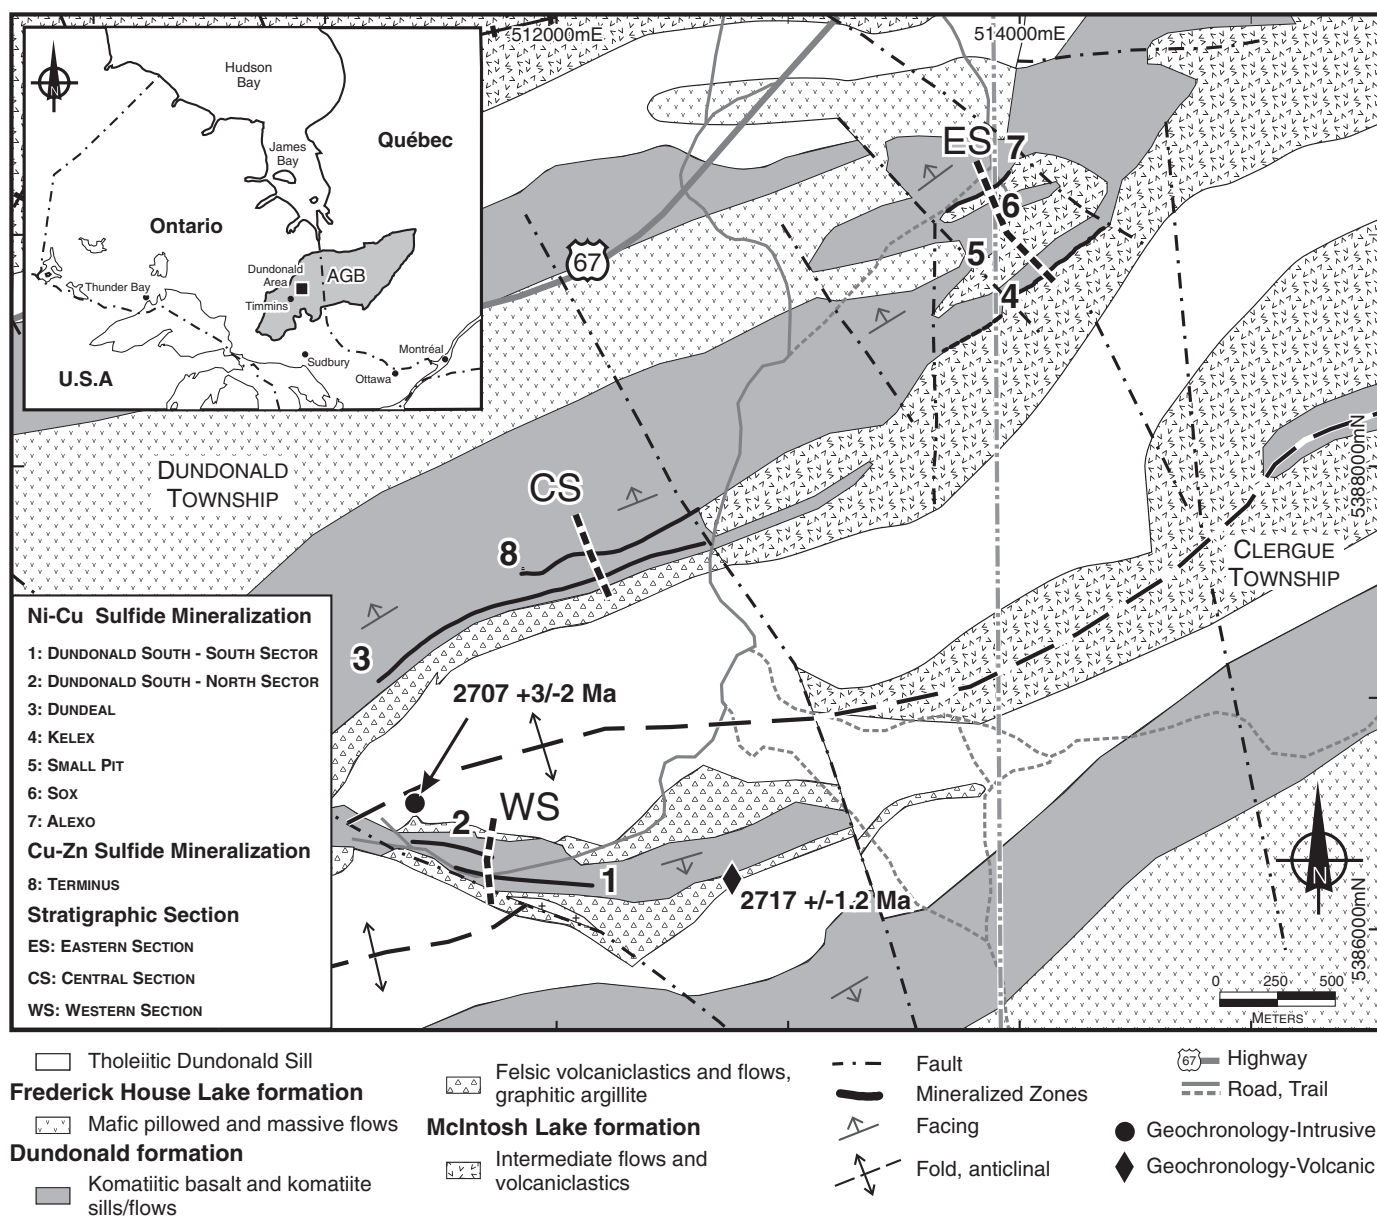 512000mE
514000mE
N
Hudson
Bay
James
Bay
Québec
Ontario
Dundonald
Area
AGB
Thunder Bay
Timmins
Sudbury
Montréal
Ottawa
U.S.A
67
ES
7
6
5
4
DUNDONALD
TOWNSHIP
CS
8
3
5388000mN
CLERGUE
TOWNSHIP
2707 +3/-2 Ma
WS
2
1
2717 +/-1.2 Ma
N
5386000mN
0 250 500
METERS
Ni-Cu Sulfide Mineralization
1: DUNDONALD SOUTH - SOUTH SECTOR
2: DUNDONALD SOUTH - NORTH SECTOR
3: DUNDEAL
4: KELEX
5: SMALL PIT
6: SOX
7: ALEXO
Cu-Zn Sulfide Mineralization
8: TERMINUS
Stratigraphic Section
ES: EASTERN SECTION
CS: CENTRAL SECTION
WS: WESTERN SECTION
Tholeiitic Dundonald Sill
Frederick House Lake formation
Mafic pillowed and massive flows
Dundonald formation
Komatiitic basalt and komatiite
sills/flows
Felsic volcaniclastics and flows,
graphitic argillite
McIntosh Lake formation
Intermediate flows and
volcaniclastics
Fault
Mineralized Zones
Facing
Fold, anticlinal
67 Highway
Road, Trail
Geochronology-Intrusive
Geochronology-Volcanic